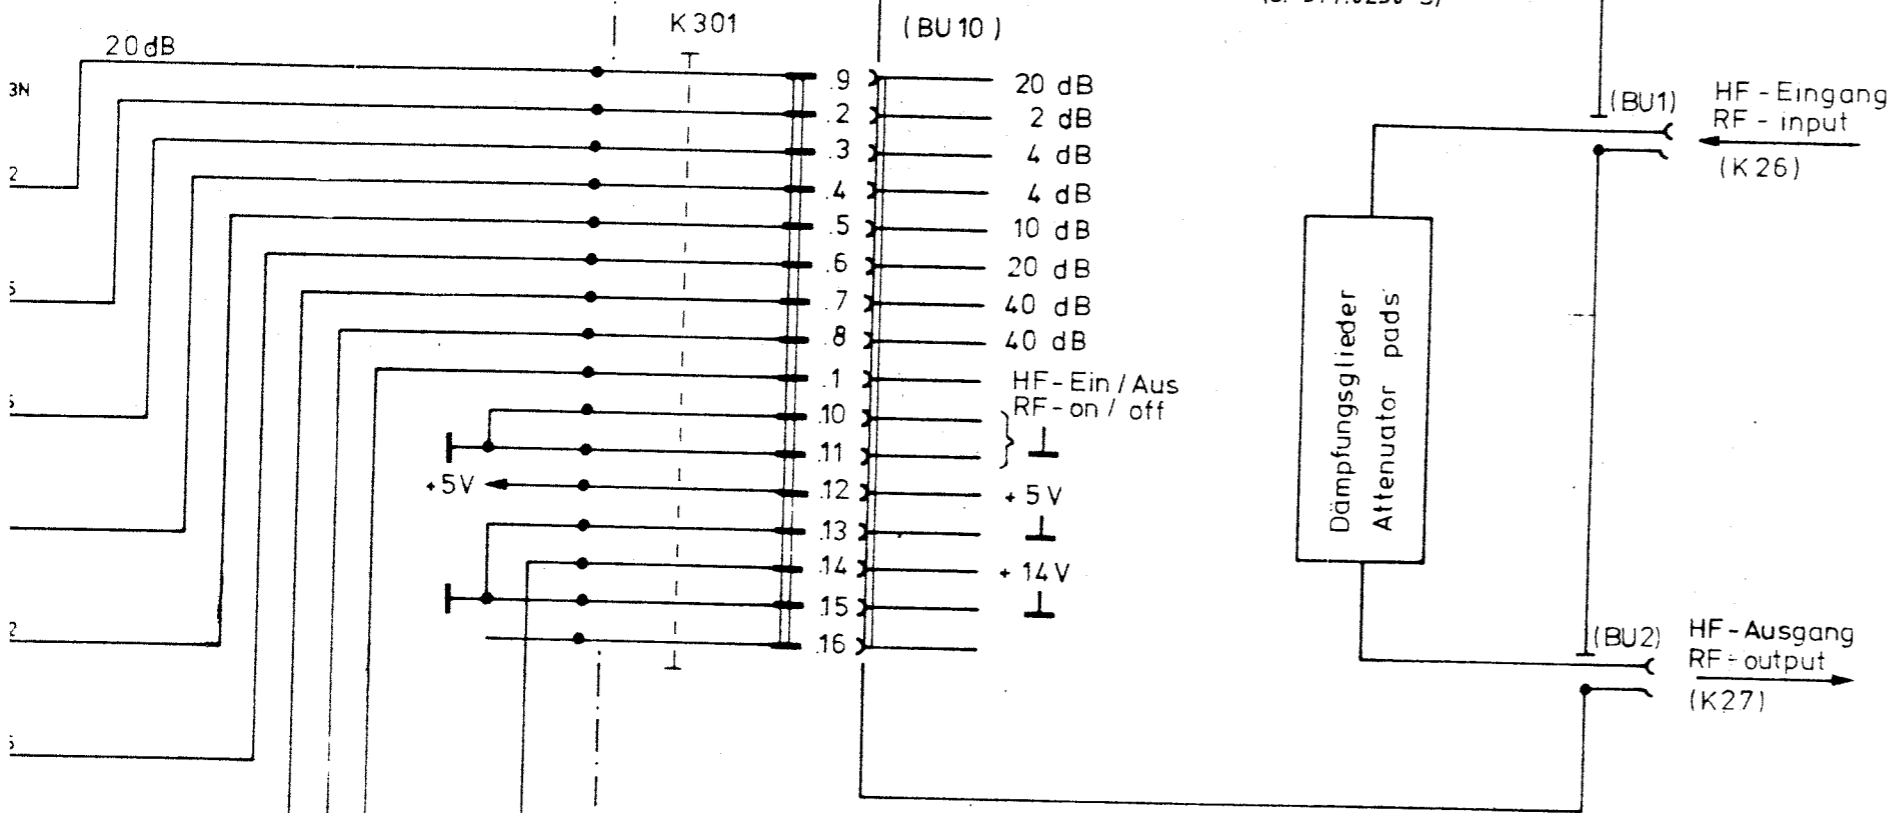 K301
(BU10)
20dB
3N
.9 20 dB
.2 2 dB
.3 4 dB
2
.4 4 dB
.5 10 dB
.6 20 dB
5
.7 40 dB
.8 40 dB
.1 HF-Ein/Aus
RF-on/off
.10
.11
+5V .12 +5V
.13
.14 +14V
.15
.16
2
(BU1)
HF-Eingang
RF-input
(K26)
Dämpfungsglieder
Attenuator pads
(BU2)
HF-Ausgang
RF-output
(K27)